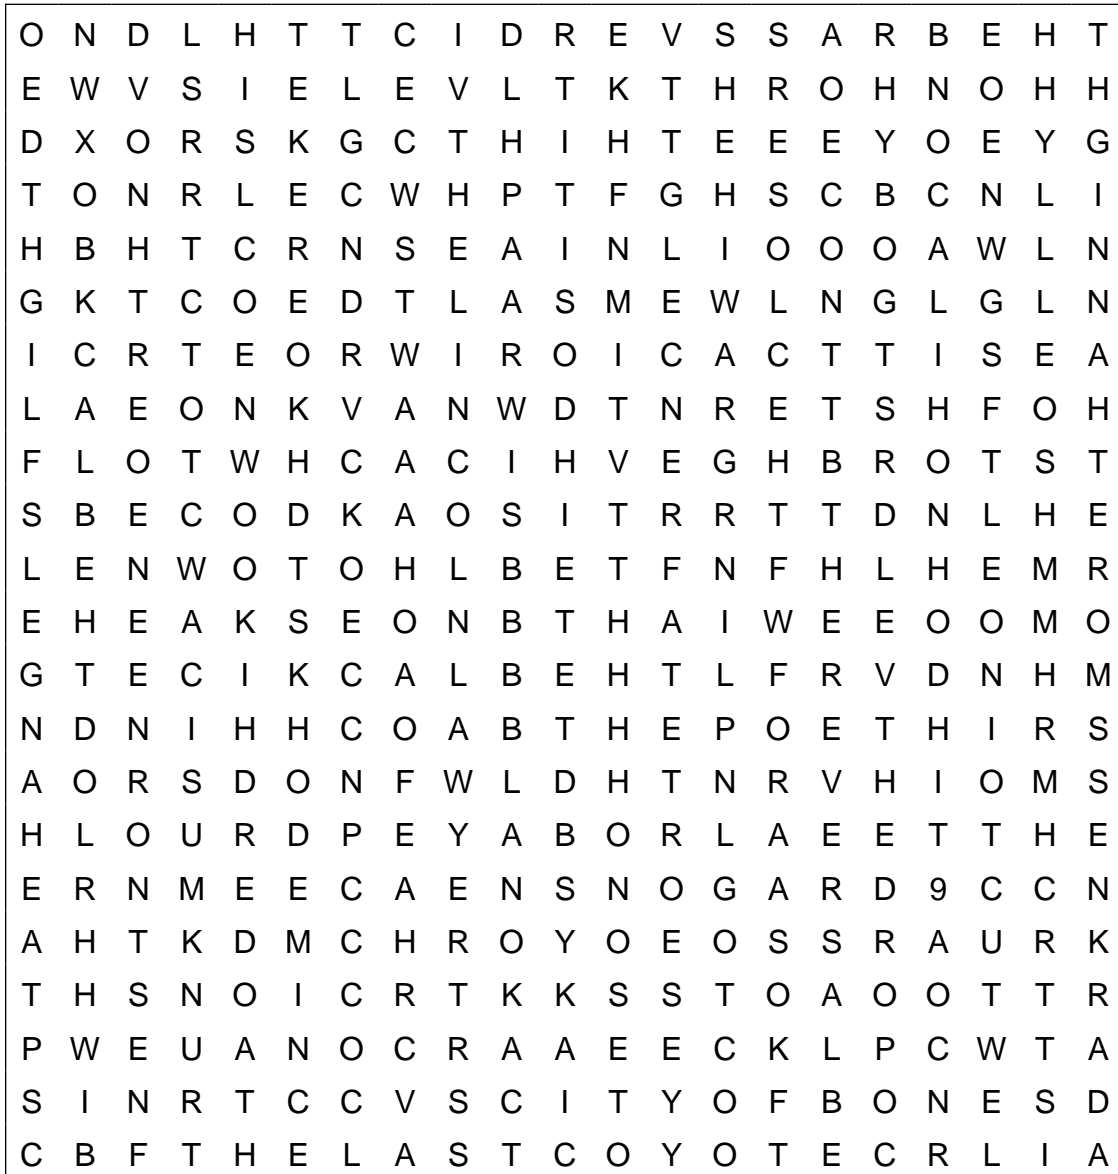 O N D L H T T C I D R E V S S A R B E H T
E W V S I E L E V L T K T H R O H N O H H
D X O R S K G C T H I H T E E E Y O E Y G
T O N R L E C W H P T F G H S C B C N L I
H B H T C R N S E A I N L I O O O A W L N
G K T C O E D T L A S M E W L N G L G L N
I C R T E O R W I R O I C A C T T I S E A
L A E O N K V A N W D T N R E T S H F O H
F L O T W H C A C I H V E G H B R O T S T
S B E C O D K A O S I T R R T T D N L H E
L E N W O T O H L B E T F N F H L H E M R
E H E A K S E O N B T H A I W E E O O M O
G T E C I K C A L B E H T L F R V D N H M
N D N I H H C O A B T H E P O E T H I R S
A O R S D O N F W L D H T N R V H I O M S
H L O U R D P E Y A B O R L A E E T T H E
E R N M E E C A E N S N O G A R D 9 C C N
A H T K D M C H R O Y O E O S S R A U R K
T H S N O I C R T K K S S T O A O O T T R
P W E U A N O C R A A E E C K L P C W T A
S I N R T C C V S C I T Y O F B O N E S D
C B F T H E L A S T C O Y O T E C R L I A